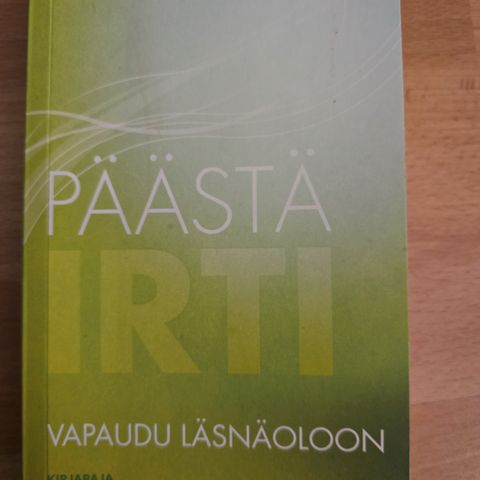 PÄÄSTÄ
IRTI
VAPAUDU LÄSNÄOLOON
KIRJAPAJA